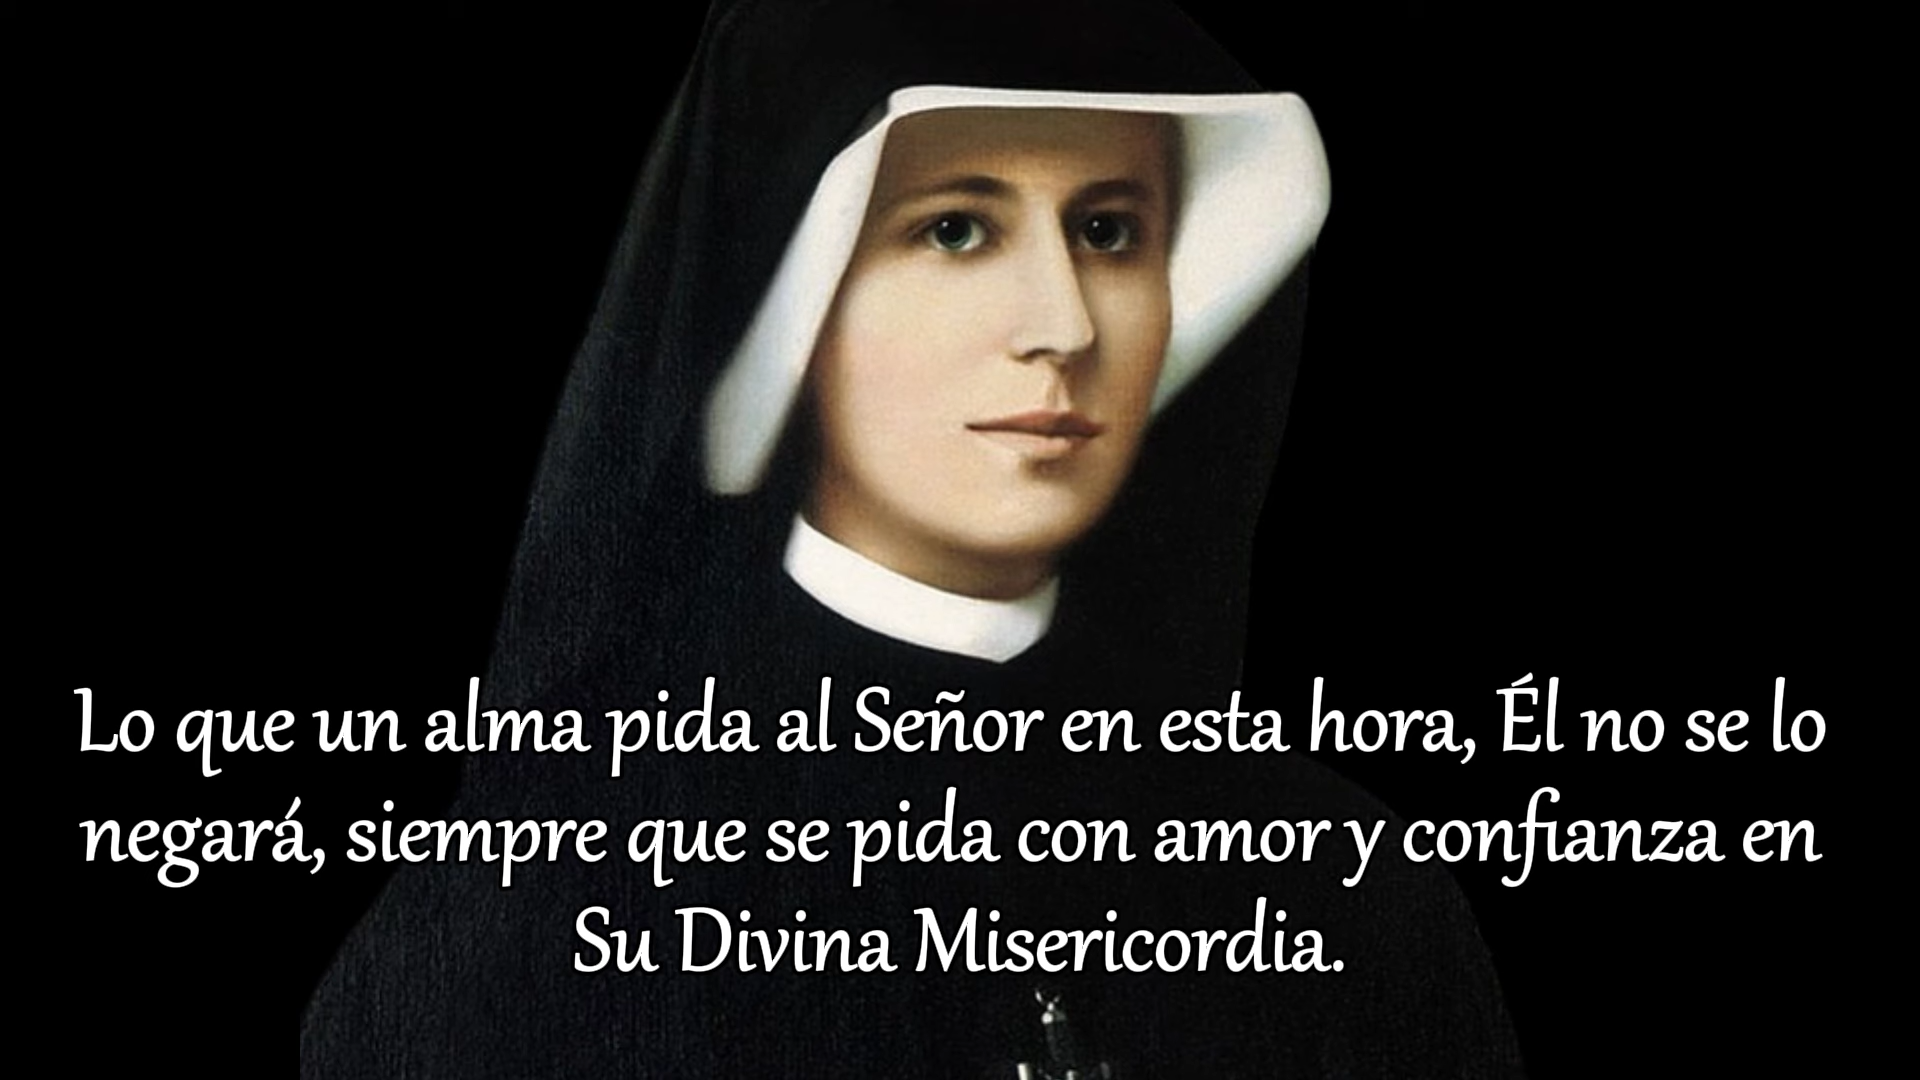 Lo que un alma pida al Señor en esta hora, Él no se lo
negará, siempre que se pida con amor y confianza en
Su Divina Misericordia.